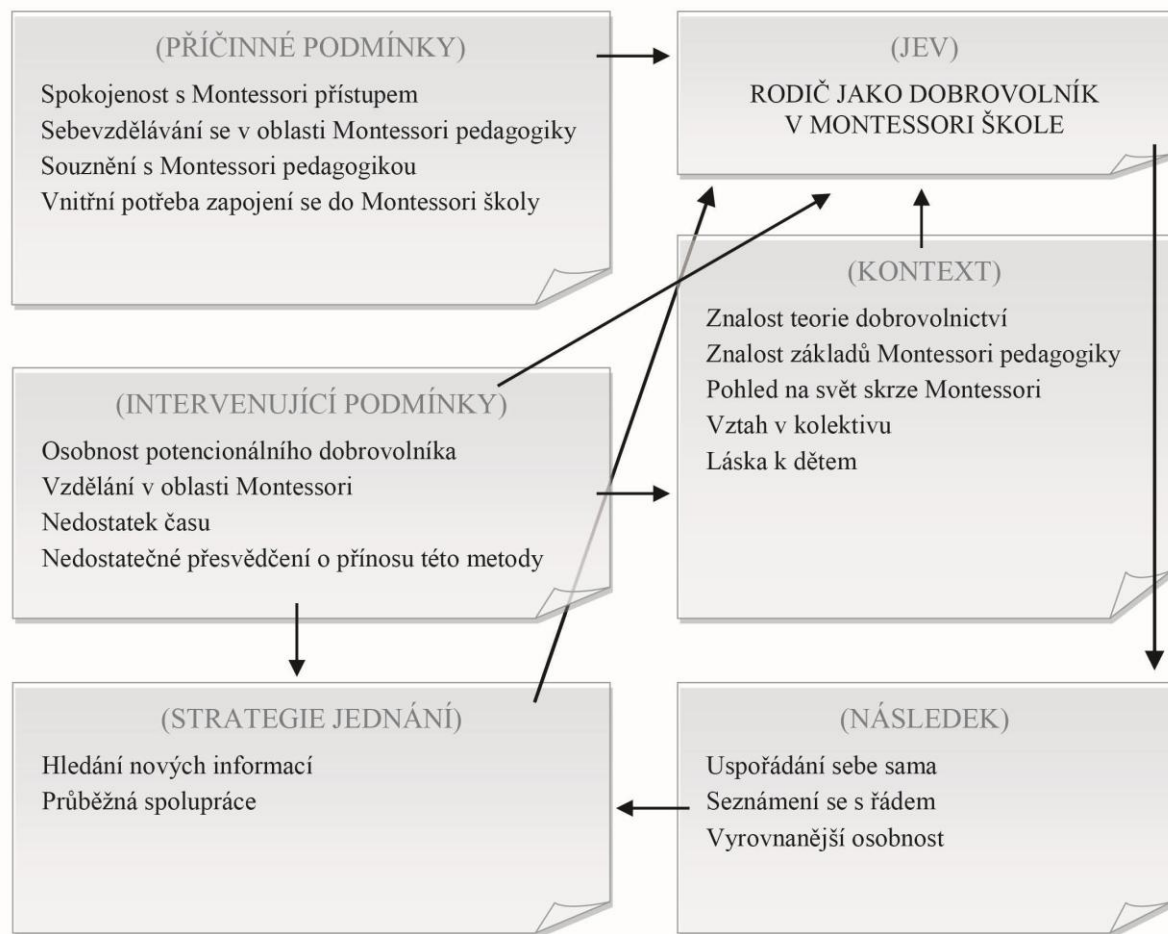 (PŘÍČINNÉ PODMÍNKY)
Spokojenost s Montessori přístupem
Sebevzdělávání se v oblasti Montessori pedagogiky
Souznění s Montessori pedagogikou
Vnitřní potřeba zapojení se do Montessori školy
(JEV)
RODIČ JAKO DOBROVOLNÍK
V MONTESSORI ŠKOLE
(KONTEXT)
Znalost teorie dobrovolnictví
Znalost základů Montessori pedagogiky
Pohled na svět skrze Montessori
Vztah v kolektivu
Láska k dětem
(INTERVENUJÍCÍ PODMÍNKY)
Osobnost potencionálního dobrovolníka
Vzdělání v oblasti Montessori
Nedostatek času
Nedostatečné přesvědčení o přínosu této metody
(STRATEGIE JEDNÁNÍ)
Hledání nových informací
Průběžná spolupráce
(NÁSLEDEK)
Uspořádání sebe sama
Seznámení se s řádem
Vyrovnanější osobnost